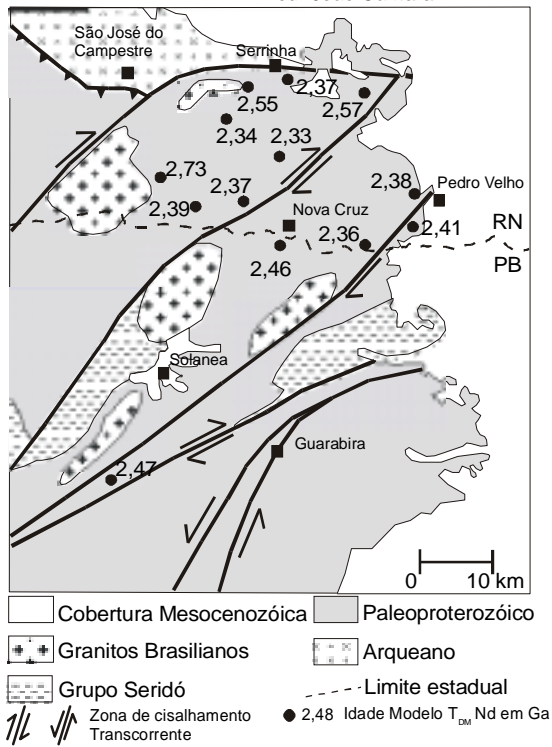 São José do
Campestre
Serrinha
2,37
2,55
2,57
2,34
2,33
2,73
2,37
2,38
Pedro Velho
2,39
Nova Cruz
2,41
RN
2,36
2,46
PB
Solanea
Guarabira
2,47
0 10 km
Cobertura Mesocenozóica
Paleoproterozóico
Granitos Brasilianos
Arqueano
Grupo Seridó
Limite estadual
Zona de cisalhamento
Transcorrente
2,48 Idade Modelo TDM Nd em Ga